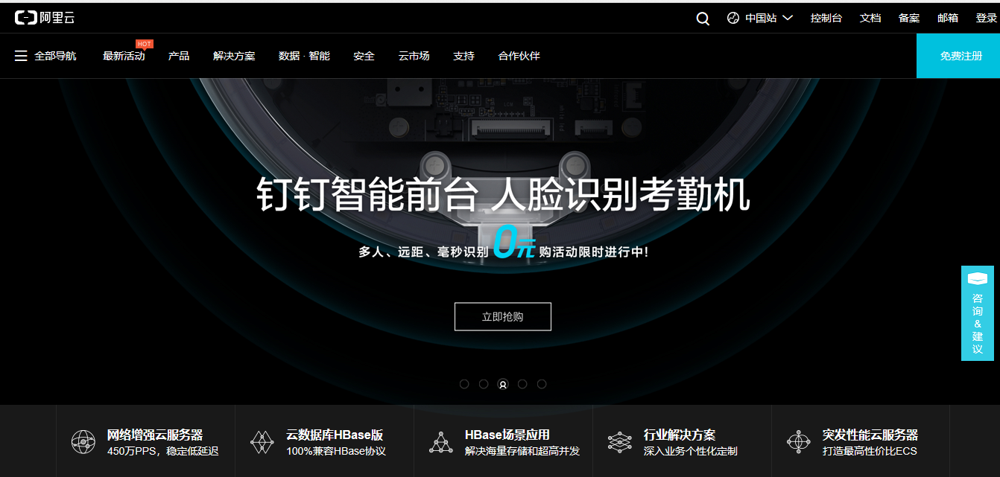 阿里云
中国站 控制台 文档 备案 邮箱 登录
HOT
全部导航 最新活动 产品 解决方案 数据 · 智能 安全 云市场 支持 合作伙伴 免费注册
钉钉智能前台 人脸识别考勤机
多人、远距、毫秒识别 0元 购活动限时进行中!
立即抢购
咨
询
&
建
议
网络增强云服务器 云数据库HBase版 HBase场景应用 行业解决方案 突发性能云服务器
450万PPS，稳定低延迟 100%兼容HBase协议 解决海量存储和超高并发 深入业务个性化定制 打造最高性价比ECS